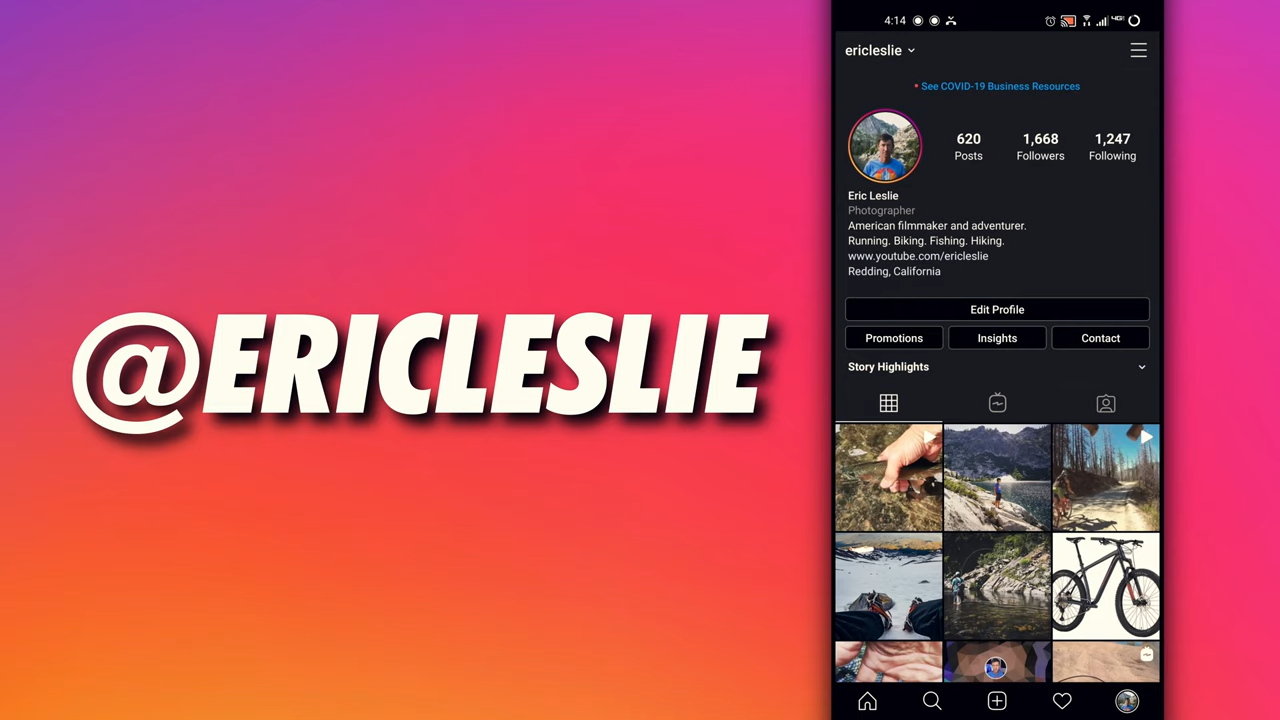 @ERICLESLIE
4:14
4G
ericleslie
See COVID-19 Business Resources
620
1,668
1,247
Posts
Followers
Following
Eric Leslie
Photographer
American filmmaker and adventurer.
Running. Biking. Fishing. Hiking.
www.youtube.com/ericleslie
Redding, California
Edit Profile
Promotions
Insights
Contact
Story Highlights